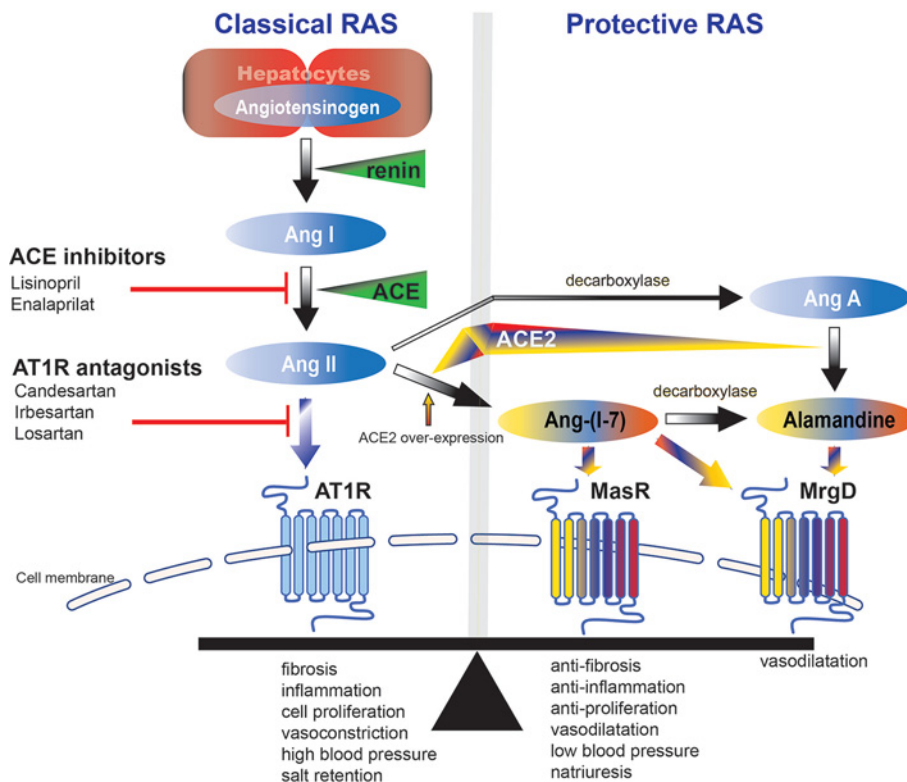 Classical RAS
Protective RAS
Hepatocytes
Angiotensinogen
renin
Ang I
ACE inhibitors
Lisinopril
Enalaprilat
ACE
decarboxylase
Ang A
ACE2
Ang II
AT1R antagonists
Candesartan
Irbesartan
Losartan
ACE2 over-expression
Ang-(I-7)
decarboxylase
Alamandine
AT1R
MasR
MrgD
Cell membrane
fibrosis
inflammation
cell proliferation
vasoconstriction
high blood pressure
salt retention
anti-fibrosis
anti-inflammation
anti-proliferation
vasodilatation
low blood pressure
natriuresis
vasodilatation